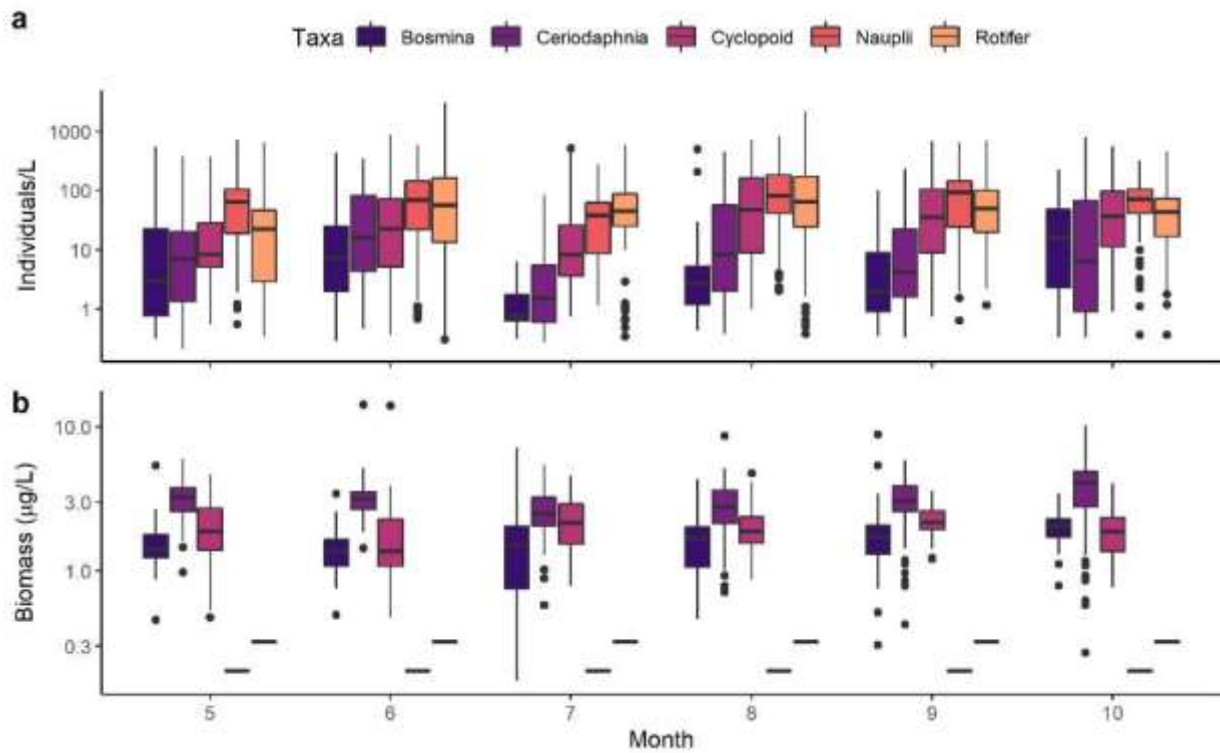 a
Taxa Bosmina Ceriodaphnia Cyclopoid Nauplii Rotifer
Individuals/L
1000
100
10
1
b
Biomass (µg/L)
10.0
3.0
1.0
0.3
5 6 7 8 9 10
Month